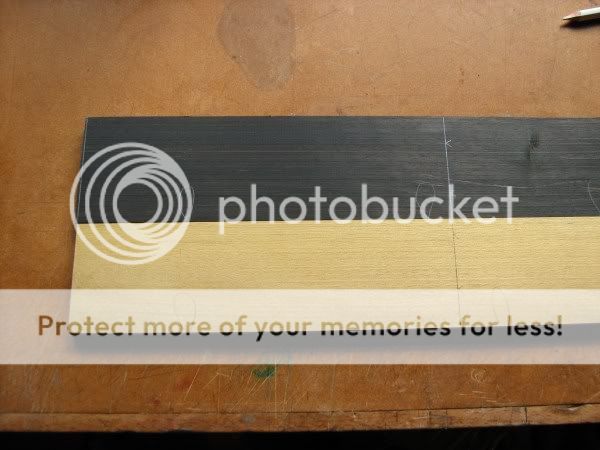 photobucket
Protect more of your memories for less!